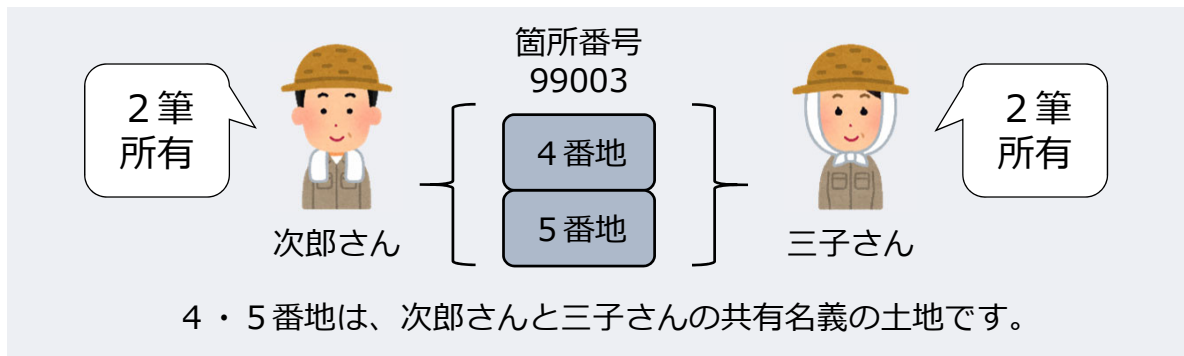 箇所番号
99003
２筆
所有
４番地
５番地
２筆
所有
次郎さん
三子さん
４・５番地は、次郎さんと三子さんの共有名義の土地です。